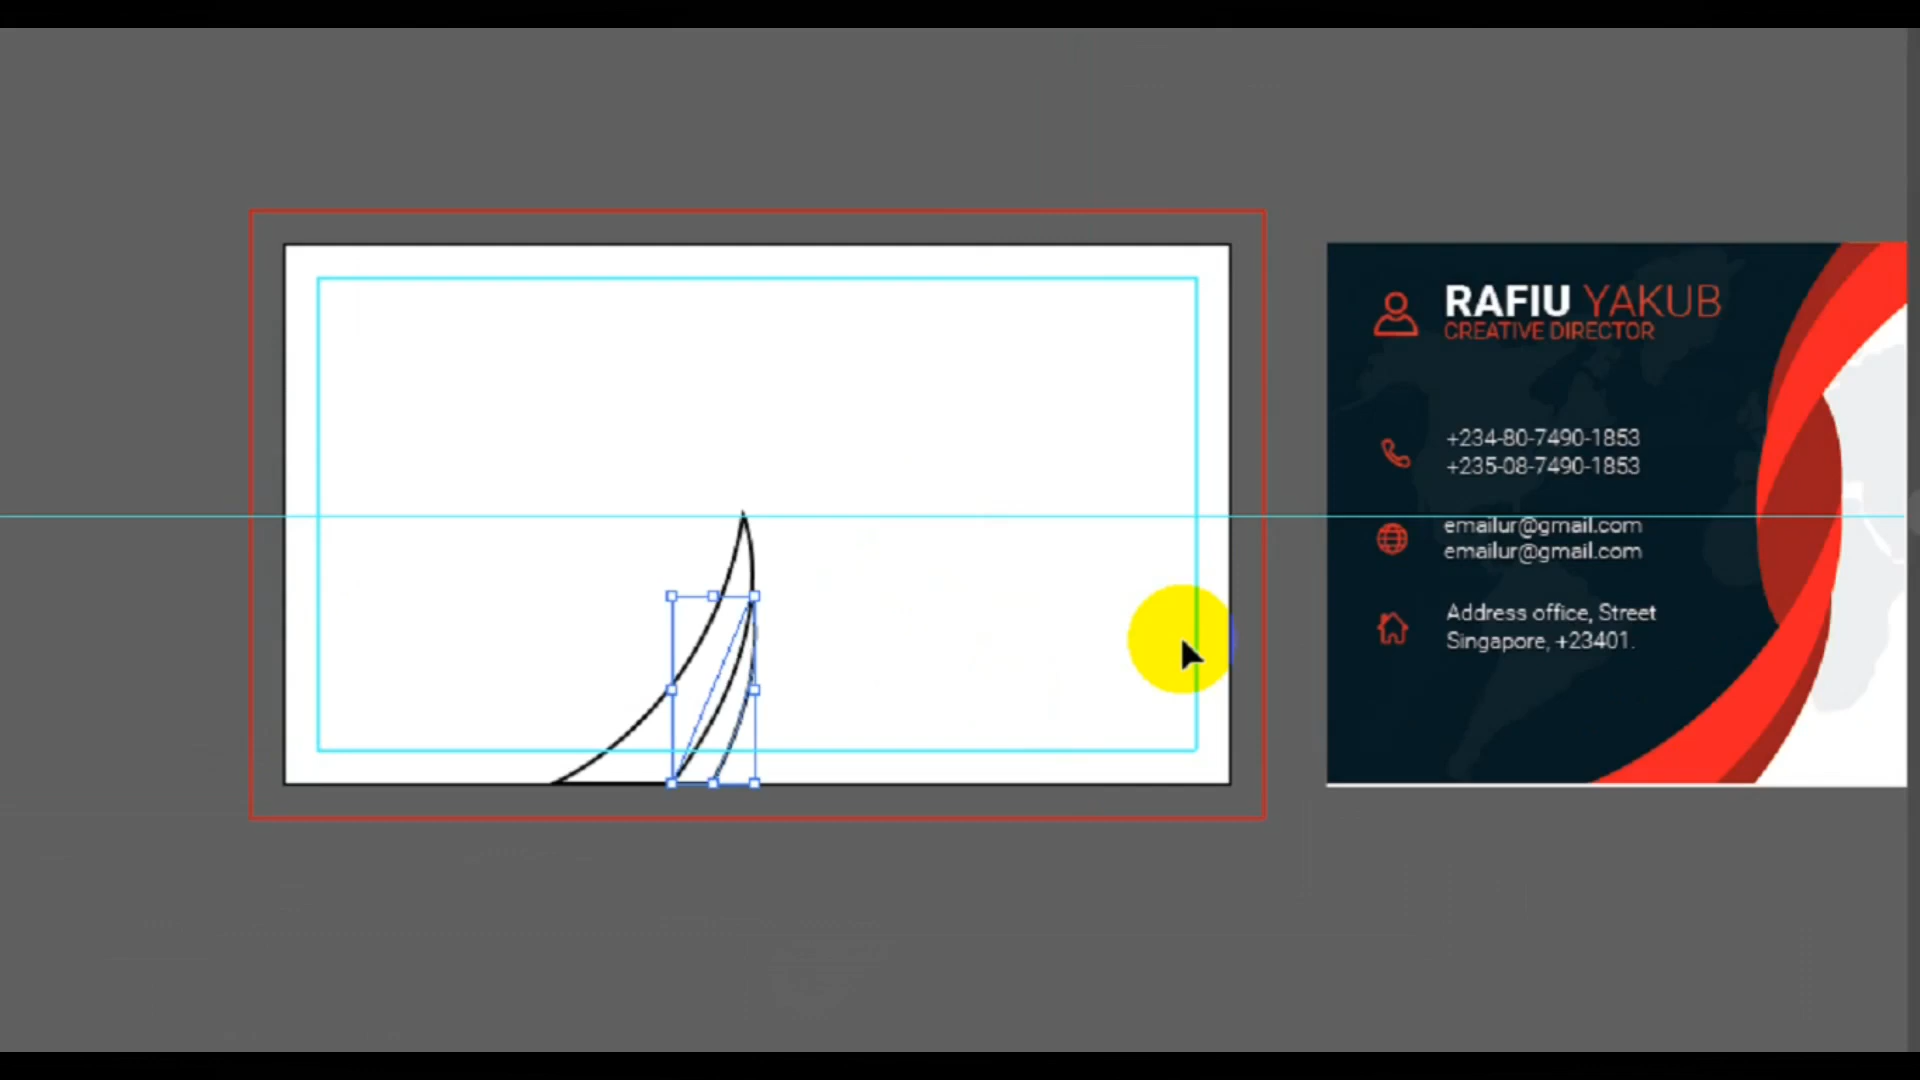 RAFIU YAKUB
CREATIVE DIRECTOR
+234-80-7490-1853
+235-08-7490-1853
emailur@gmail.com
emailur@gmail.com
Address office, Street
Singapore, +23401.